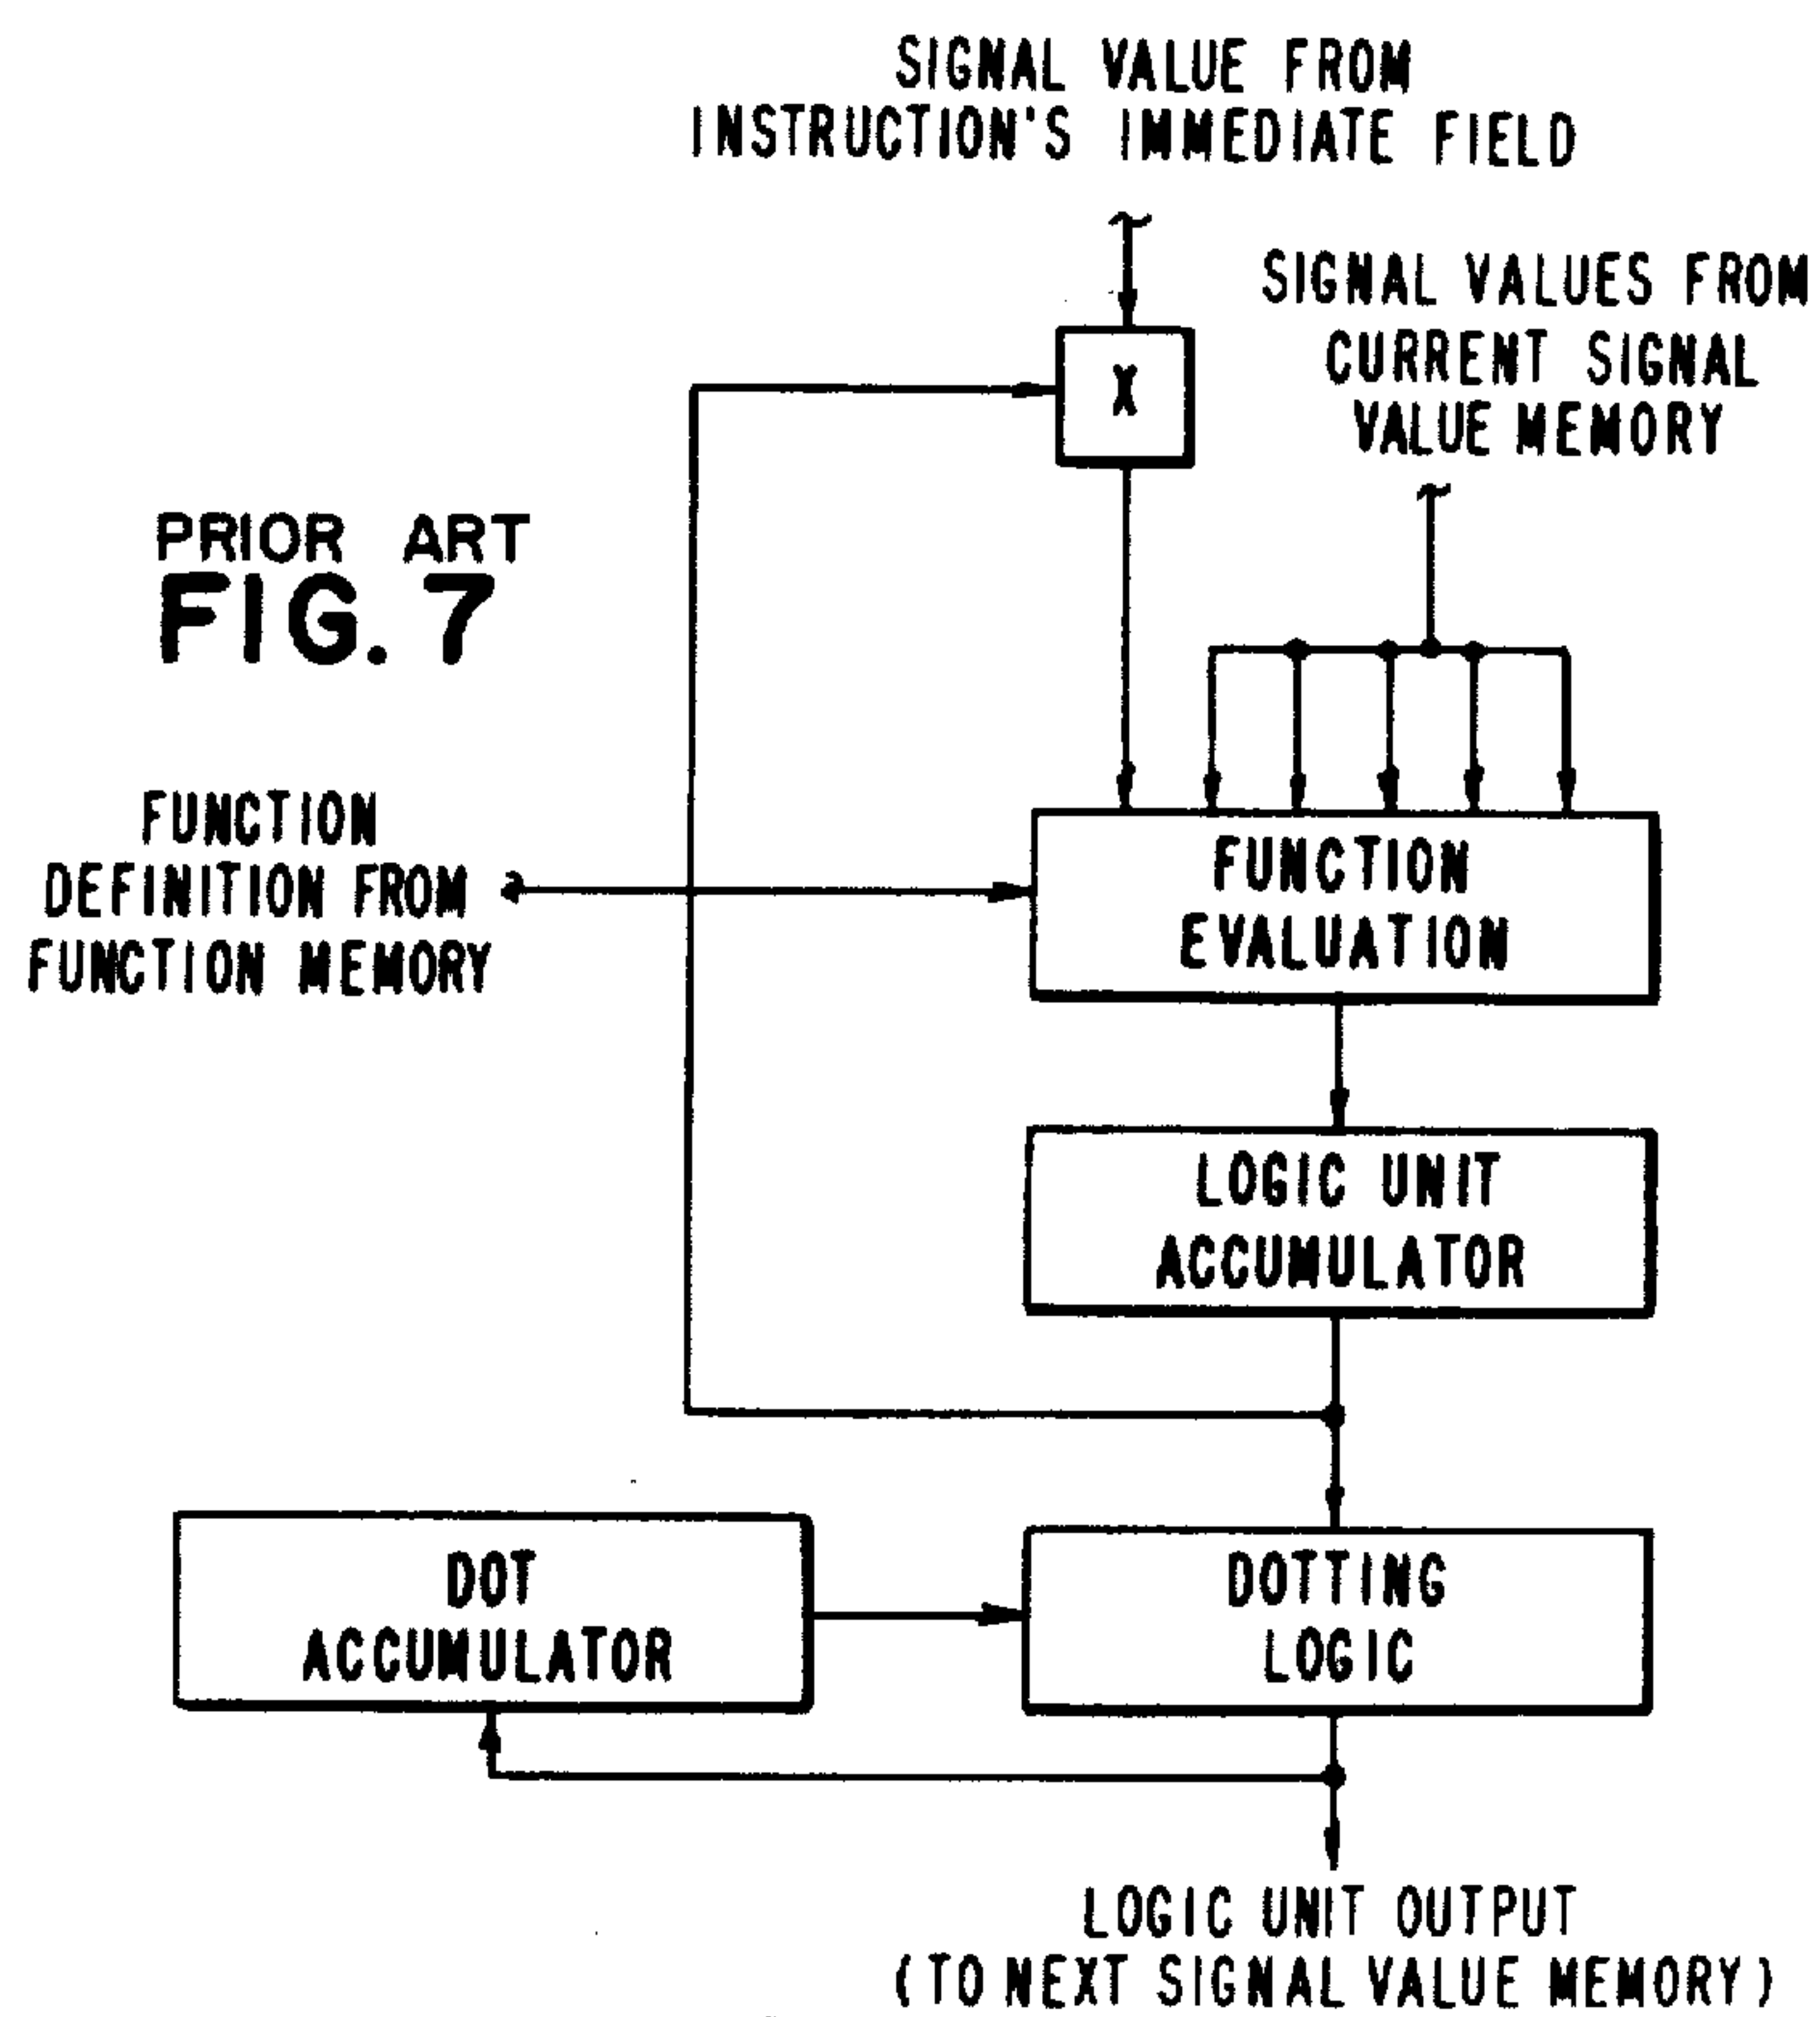 SIGNAL VALUE FROM
INSTRUCTION'S IMMEDIATE FIELD
SIGNAL VALUES FROM
CURRENT SIGNAL
VALUE MEMORY
X
PRIOR ART
FIG. 7
FUNCTION
DEFINITION FROM
FUNCTION MEMORY
FUNCTION
EVALUATION
LOGIC UNIT
ACCUMULATOR
DOT
ACCUMULATOR
DOTTING
LOGIC
LOGIC UNIT OUTPUT
(TO NEXT SIGNAL VALUE MEMORY)